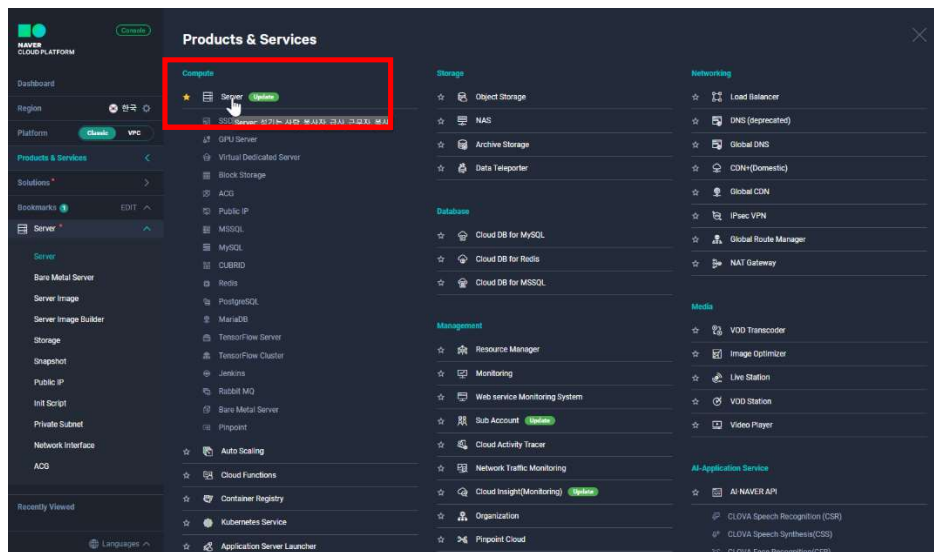 NAVER
CLOUD PLATFORM
Console
Dashboard
Region
한국
Platform
Classic
VPC
Products & Services
Solutions
Bookmarks 1
EDIT
Server
Server
Bare Metal Server
Server Image
Server Image Builder
Storage
Snapshot
Public IP
Init Script
Private Subnet
Network Interface
ACG
Recently Viewed
Languages
Products & Services
Compute
Server Update
GPU Server
Virtual Dedicated Server
Block Storage
ACG
Public IP
MSSQL
MySQL
CUBRID
Redis
PostgreSQL
MariaDB
TensorFlow Server
TensorFlow Cluster
Jenkins
Rabbit MQ
Bare Metal Server
Pinpoint
Auto Scaling
Cloud Functions
Container Registry
Kubernetes Service
Application Server Launcher
Storage
Object Storage
NAS
Archive Storage
Data Teleporter
Database
Cloud DB for MySQL
Cloud DB for Redis
Cloud DB for MSSQL
Management
Resource Manager
Monitoring
Web service Monitoring System
Sub Account Update
Cloud Activity Tracer
Network Traffic Monitoring
Cloud Insight(Monitoring) Update
Organization
Pinpoint Cloud
Networking
Load Balancer
DNS (deprecated)
Global DNS
CDN+(Domestic)
Global CDN
IPsec VPN
Global Route Manager
NAT Gateway
Media
VOD Transcoder
Image Optimizer
Live Station
VOD Station
Video Player
AI-Application Service
AI-NAVER API
CLOVA Speech Recognition (CSR)
CLOVA Speech Synthesis(CSS)